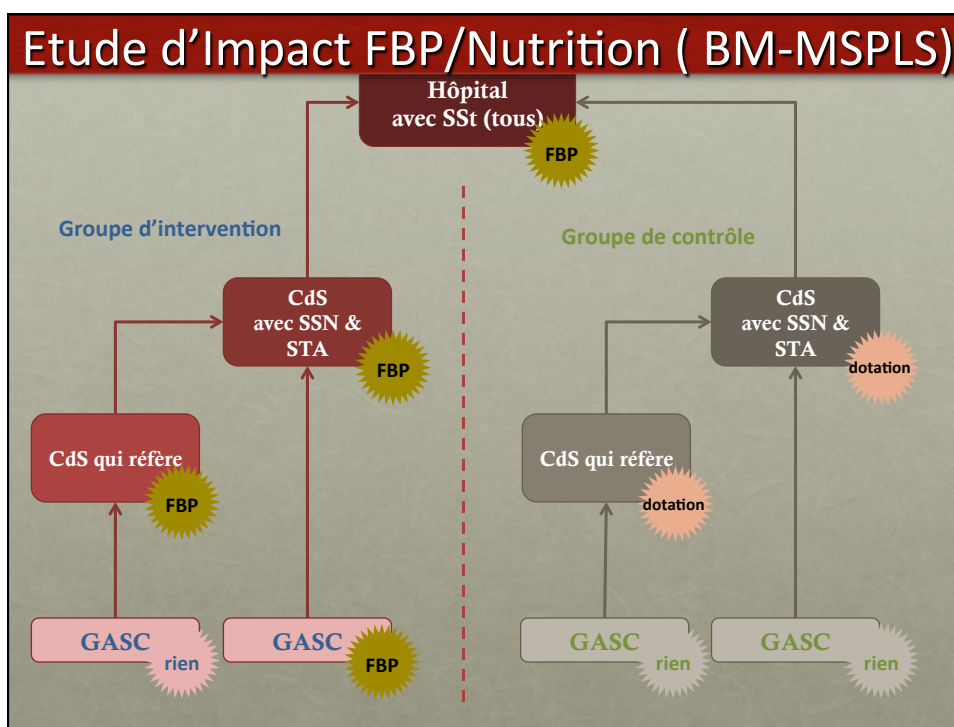 Etude d’Impact FBP/Nutrition ( BM-MSPLS)
Hôpital
avec SSt (tous)
FBP
Groupe d’intervention
Groupe de contrôle
CdS
avec SSN &
STA
FBP
CdS
avec SSN &
STA
dotation
CdS qui réfère
FBP
CdS qui réfère
dotation
GASC
rien
GASC
FBP
GASC
rien
GASC
rien